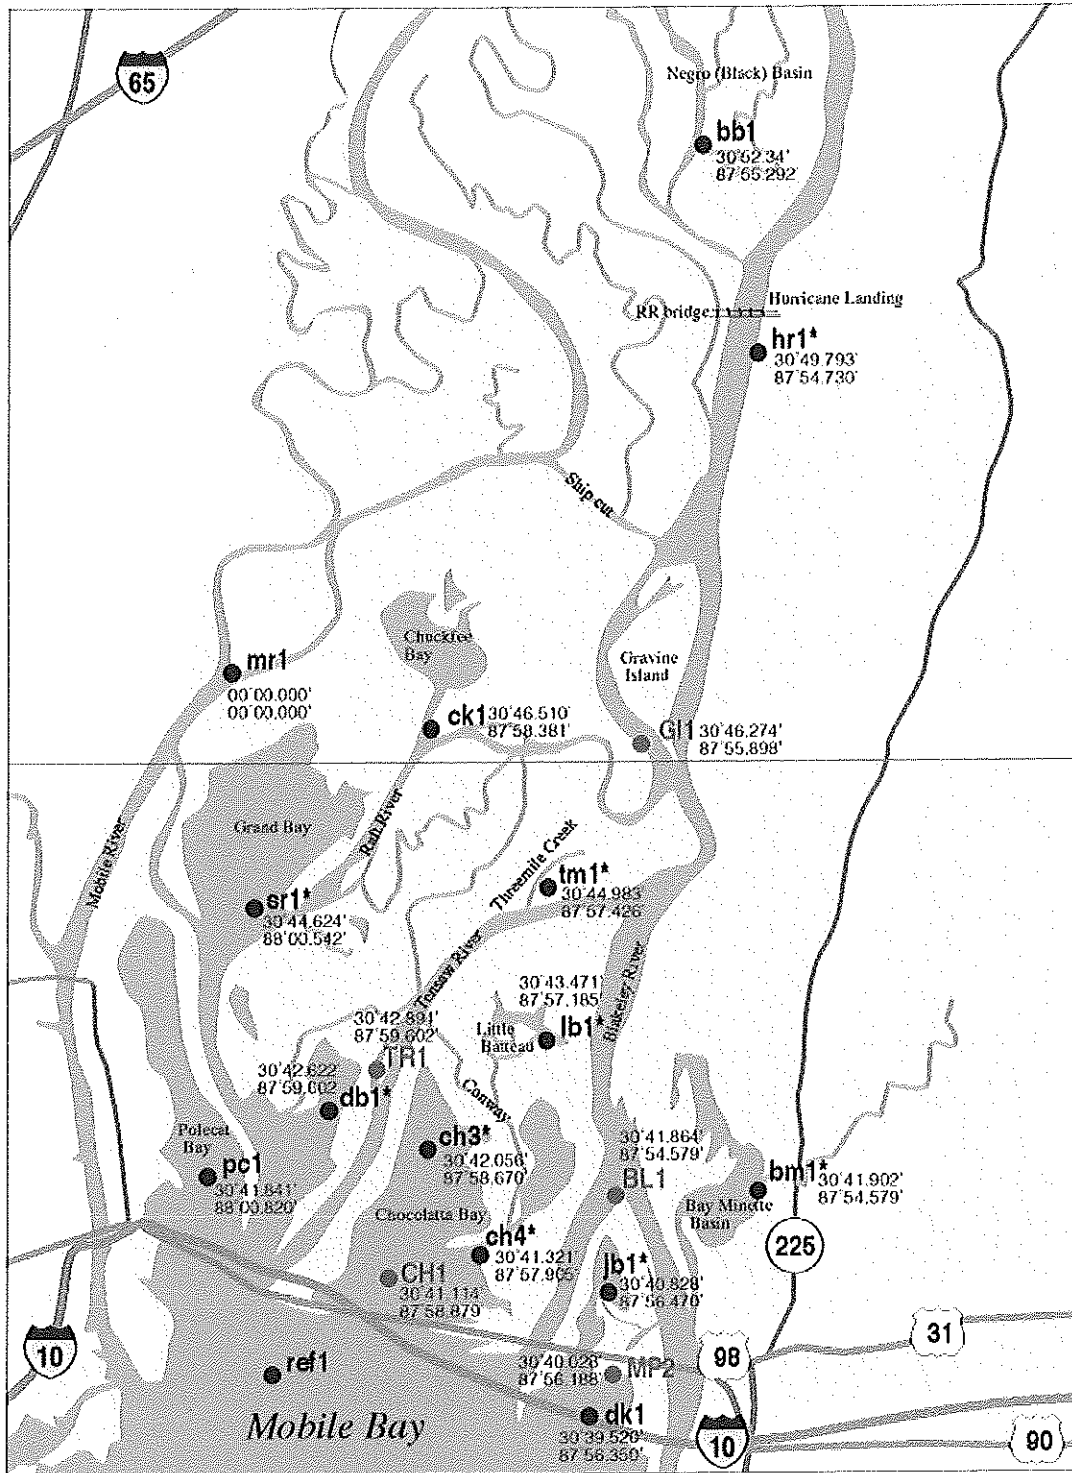 65
Negro (Black) Basin
bb1
30°52.34'
87°55.292'
Hurricane Landing
RR bridge
hr1*
30°49.793'
87°54.730'
Ship cut
Chuckfee
Bay
Gravine
Island
mr1
00°00.000'
00°00.000'
ck1
30°46.510'
87°58.381'
GI1
30°46.274'
87°55.898'
Mobile River
Grand Bay
Raft River
Threemile Creek
tm1*
30°44.983
87°57.426
sr1*
30°44.624'
88°00.542'
Tensaw River
Blakeley River
30°43.471'
87°57.185'
lb1*
Little
Bateau
30°42.894'
87°59.602'
TR1
30°42.622'
87°59.002
db1*
Conway
Polecat
Bay
pc1
30°41.841'
88°00.820'
ch3*
30°42.056'
87°58.670'
30°41.864'
87°54.579'
BL1
bm1*
30°41.902'
87°54.579'
Bay Minette
Basin
Chocolatta Bay
ch4*
30°41.321'
87°57.905'
225
CH1
30°41.114'
87°58.879
jb1*
30°40.828'
87°56.470'
10
31
98
ref1
30°40.028'
87°56.188'
MP2
Mobile Bay
dk1
30°39.520'
87°56.350'
10
90